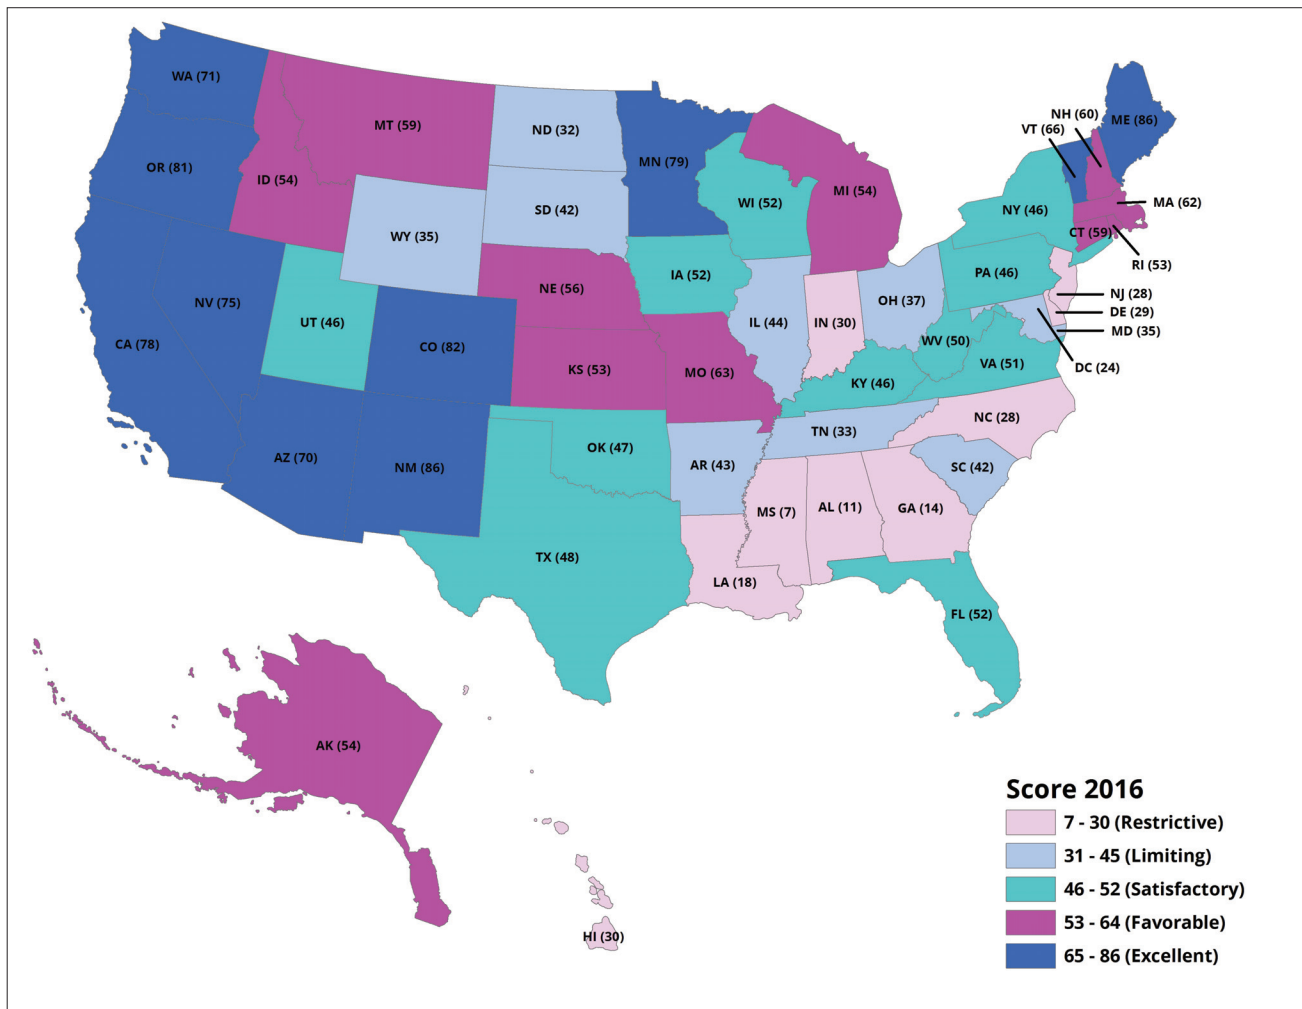 WA (71)
OR (81)
CA (78)
NV (75)
ID (54)
MT (59)
WY (35)
UT (46)
CO (82)
AZ (70)
NM (86)
ND (32)
SD (42)
NE (56)
KS (53)
OK (47)
TX (48)
MN (79)
IA (52)
MO (63)
AR (43)
LA (18)
WI (52)
IL (44)
MI (54)
IN (30)
OH (37)
KY (46)
TN (33)
MS (7)
AL (11)
GA (14)
FL (52)
SC (42)
NC (28)
VA (51)
WV (50)
PA (46)
NY (46)
VT (66)
NH (60)
ME (86)
MA (62)
CT (59)
RI (53)
NJ (28)
DE (29)
MD (35)
DC (24)
AK (54)
HI (30)
Score 2016
7 - 30 (Restrictive)
31 - 45 (Limiting)
46 - 52 (Satisfactory)
53 - 64 (Favorable)
65 - 86 (Excellent)